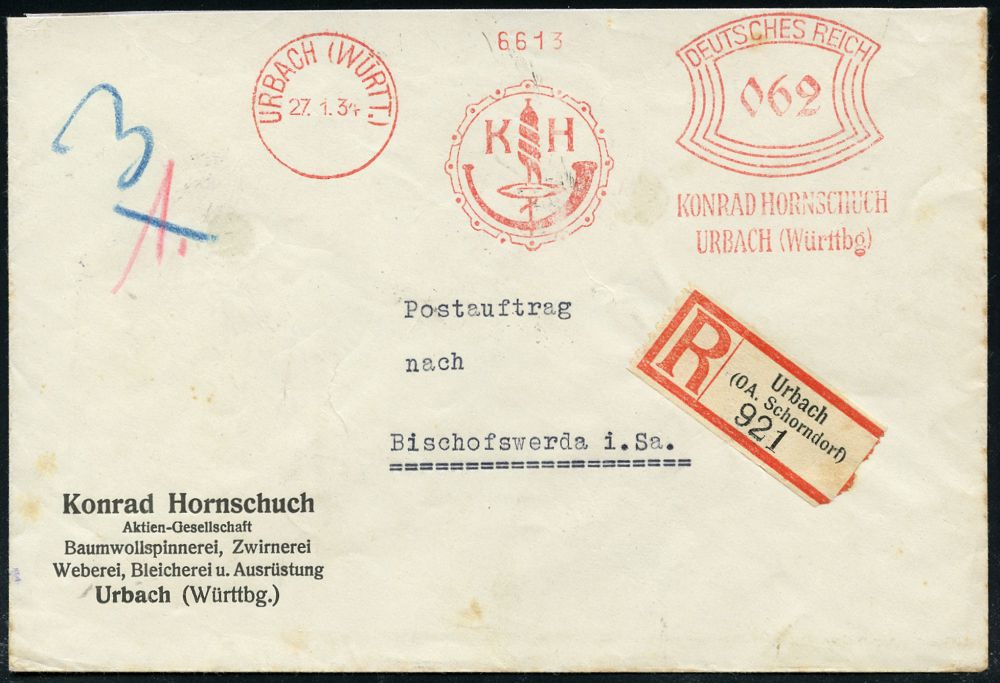 6613
URBACH (WÜRTT.)
27.1.34
K H
DEUTSCHES REICH
062
KONRAD HORNSCHUCH
URBACH (Württbg)
3
1.
Postauftrag
nach
Bischofswerda i.Sa.
R
Urbach
(OA. Schorndorf)
921
Konrad Hornschuch
Aktien-Gesellschaft
Baumwollspinnerei, Zwirnerei
Weberei, Bleicherei u. Ausrüstung
Urbach (Württbg.)